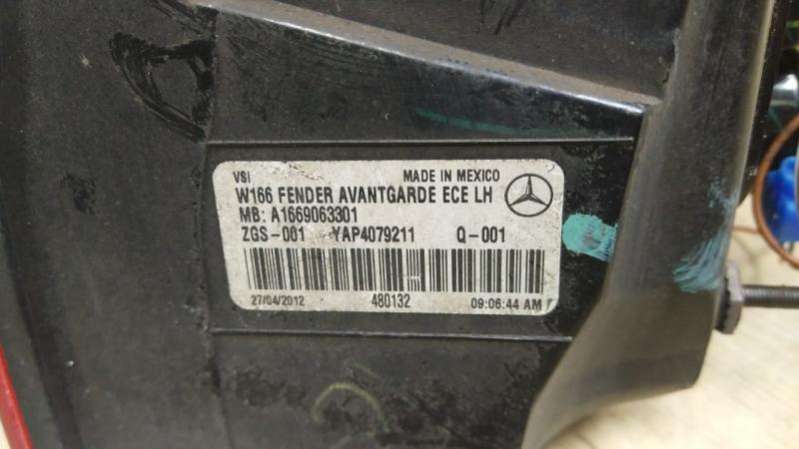 VSI MADE IN MEXICO
W166 FENDER AVANTGARDE ECE LH
MB: A1669063301
ZGS-001 YAP4079211 Q-001
27/04/2012 480132 09:06:44 AM